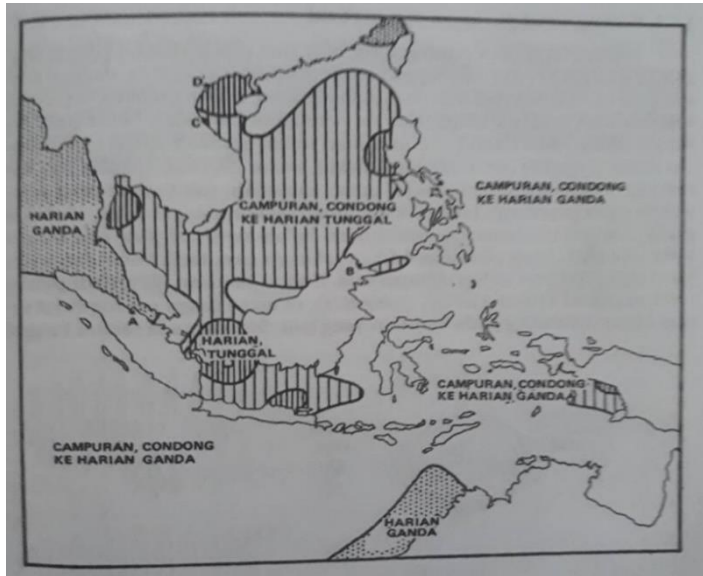 D
C
CAMPURAN, CONDONG
KE HARIAN TUNGGAL
CAMPURAN, CONDONG
KE HARIAN GANDA
HARIAN
GANDA
B
A
HARIAN,
TUNGGAL
CAMPURAN, CONDONG
KE HARIAN GANDA
CAMPURAN, CONDONG
KE HARIAN GANDA
HARIAN
GANDA